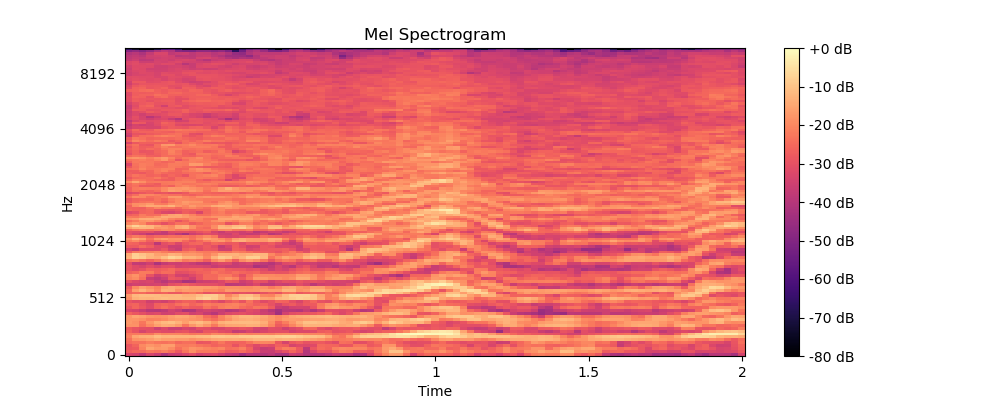 Mel Spectrogram
Hz
8192
4096
2048
1024
512
0
0 0.5 1 1.5 2
Time
+0 dB
-10 dB
-20 dB
-30 dB
-40 dB
-50 dB
-60 dB
-70 dB
-80 dB